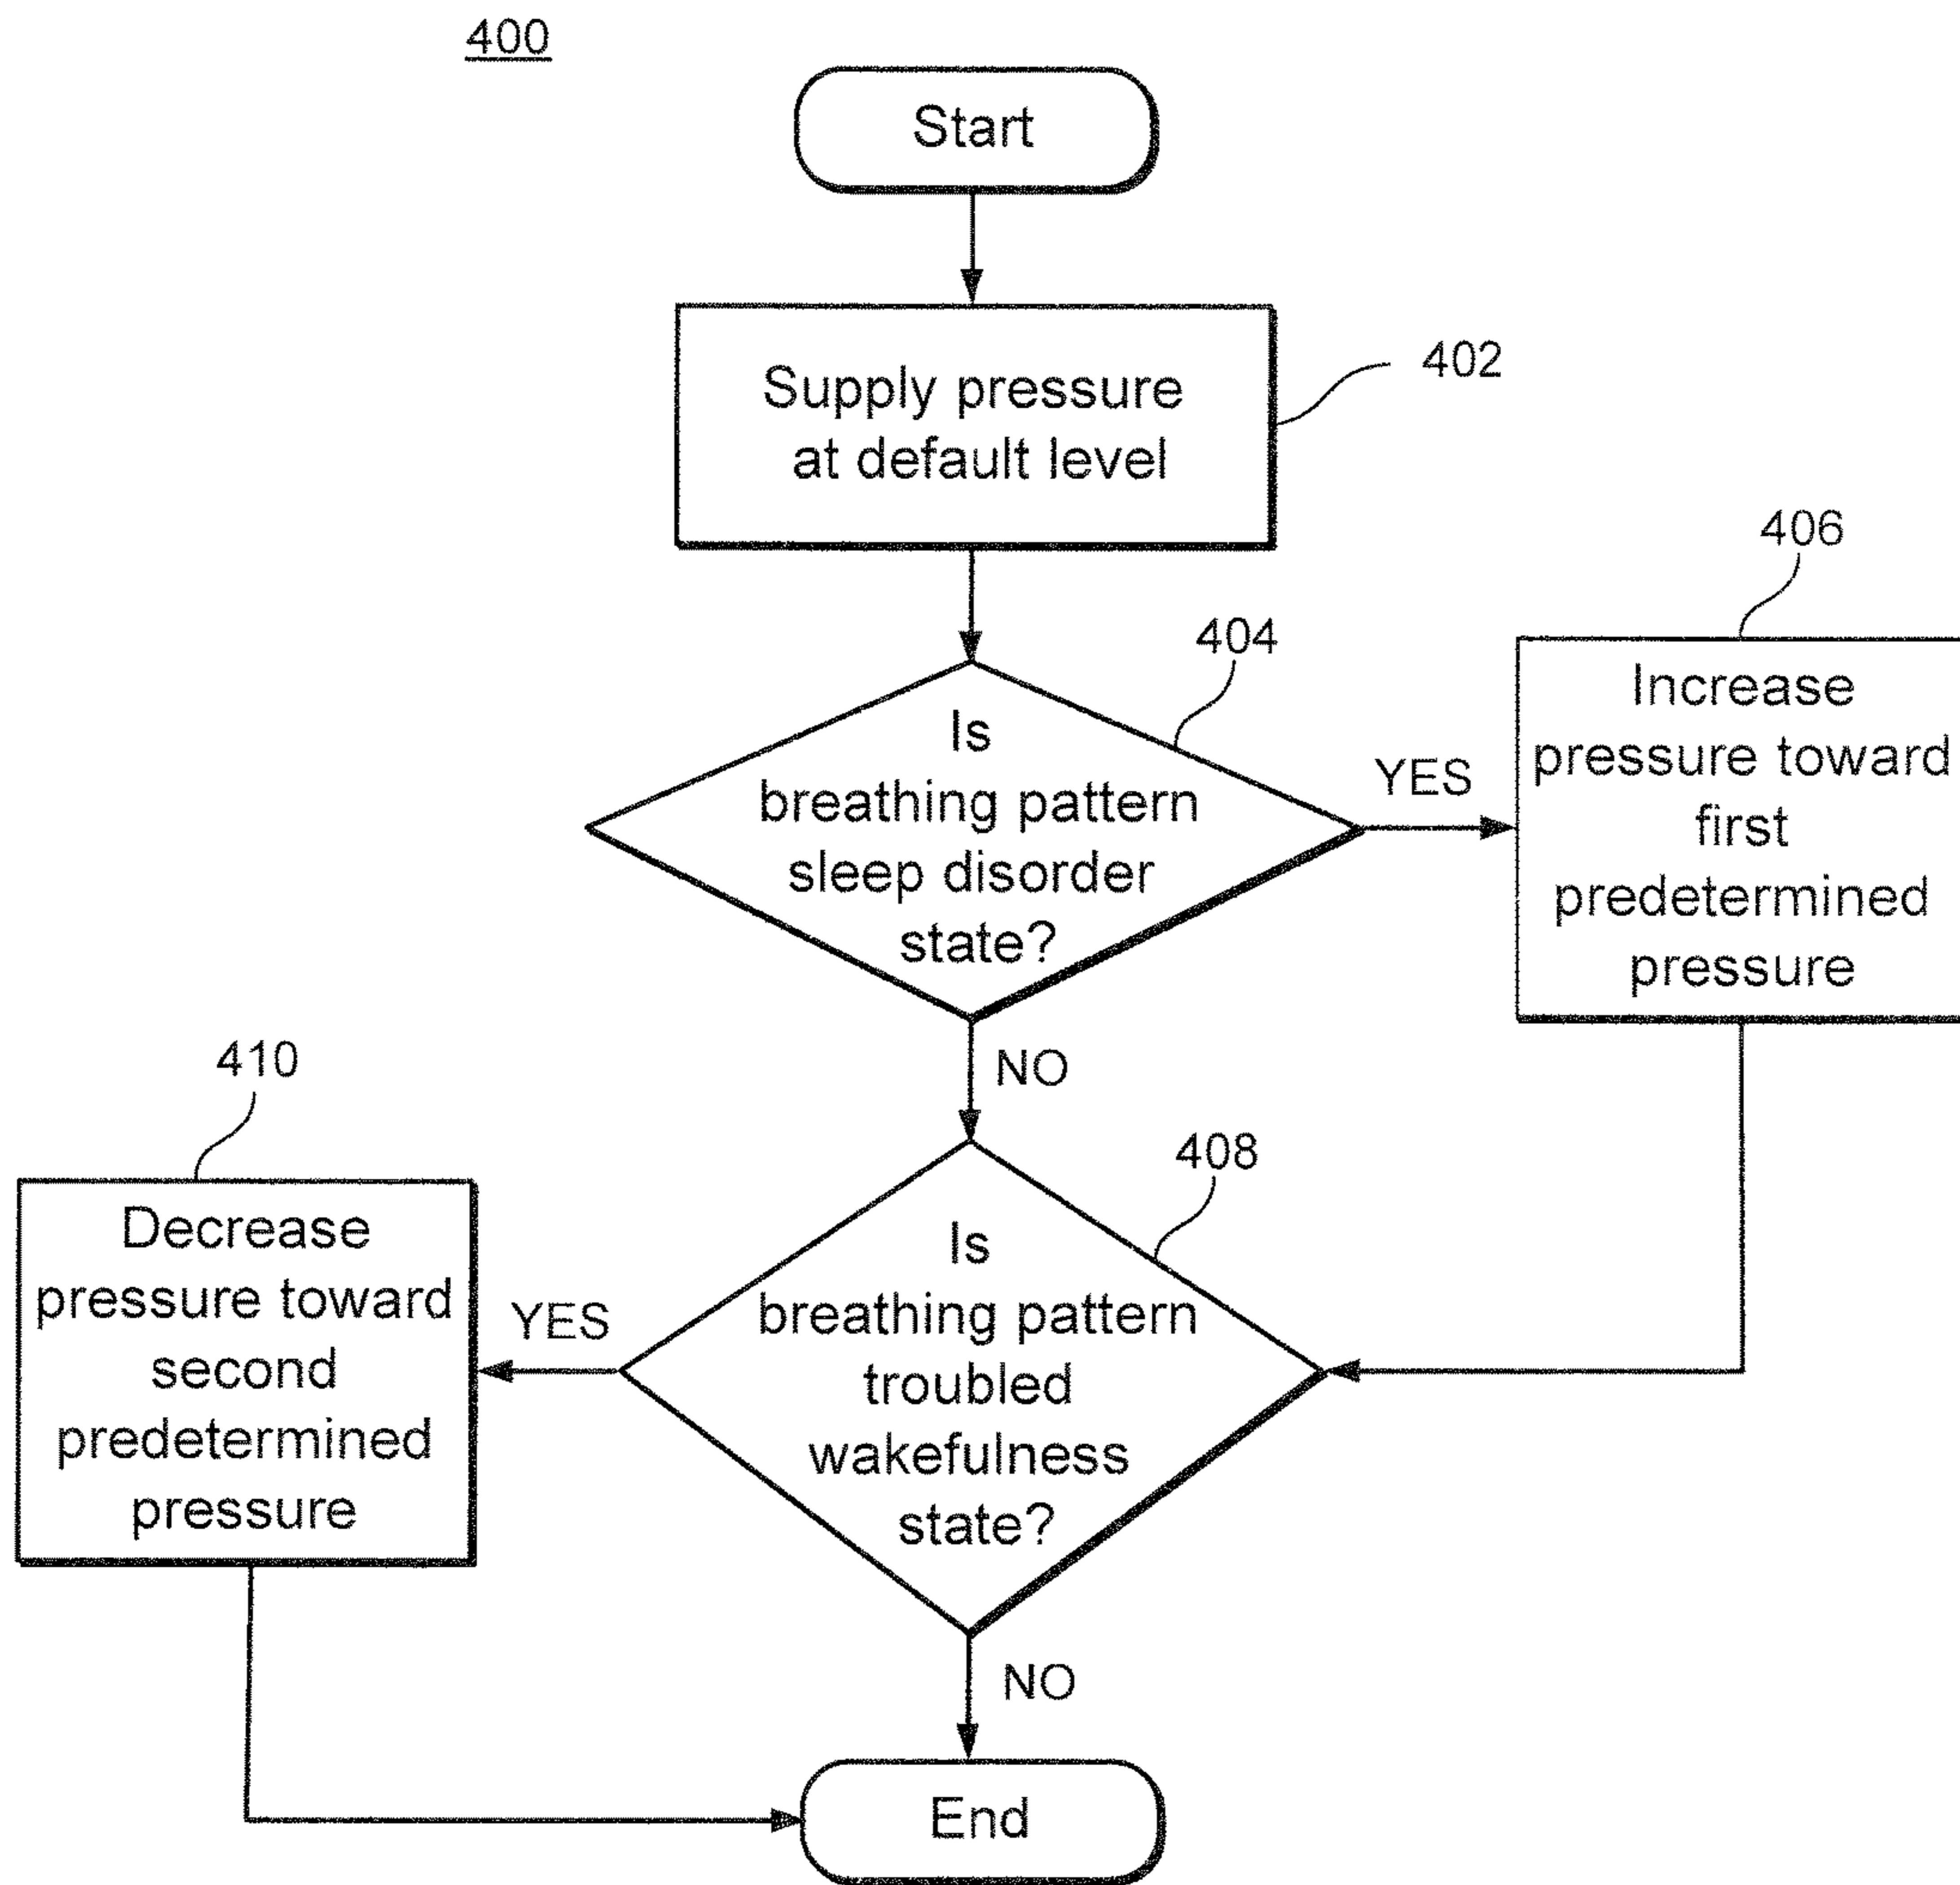 400
Start
Supply pressure
at default level
402
406
404
Is
breathing pattern
sleep disorder
state?
YES
Increase
pressure toward
first
predetermined
pressure
NO
410
408
Decrease
pressure toward
second
predetermined
pressure
YES
Is
breathing pattern
troubled
wakefulness
state?
NO
End